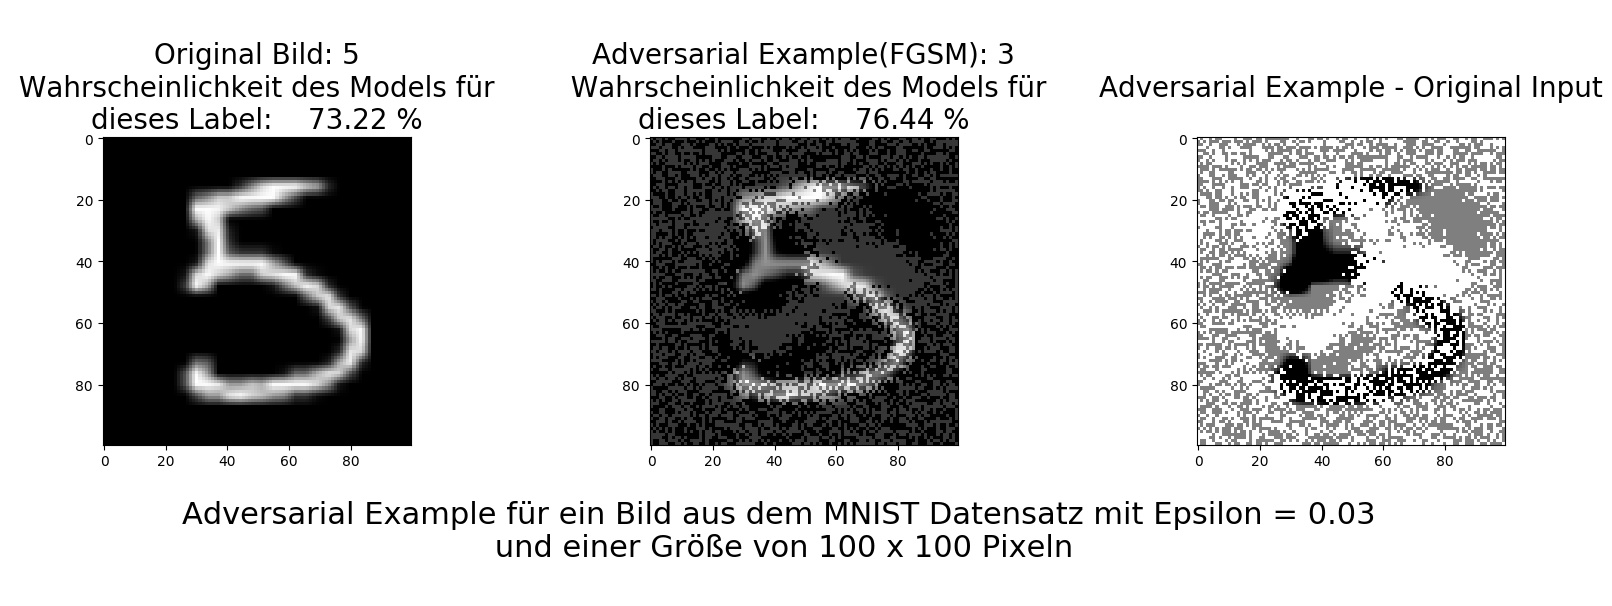 Original Bild: 5
Wahrscheinlichkeit des Models für
dieses Label: 73.22 %
0
20
40
60
80
0 20 40 60 80
Adversarial Example(FGSM): 3
Wahrscheinlichkeit des Models für
dieses Label: 76.44 %
0
20
40
60
80
0 20 40 60 80
Adversarial Example - Original Input
0
20
40
60
80
0 20 40 60 80
Adversarial Example für ein Bild aus dem MNIST Datensatz mit Epsilon = 0.03
und einer Größe von 100 x 100 Pixeln